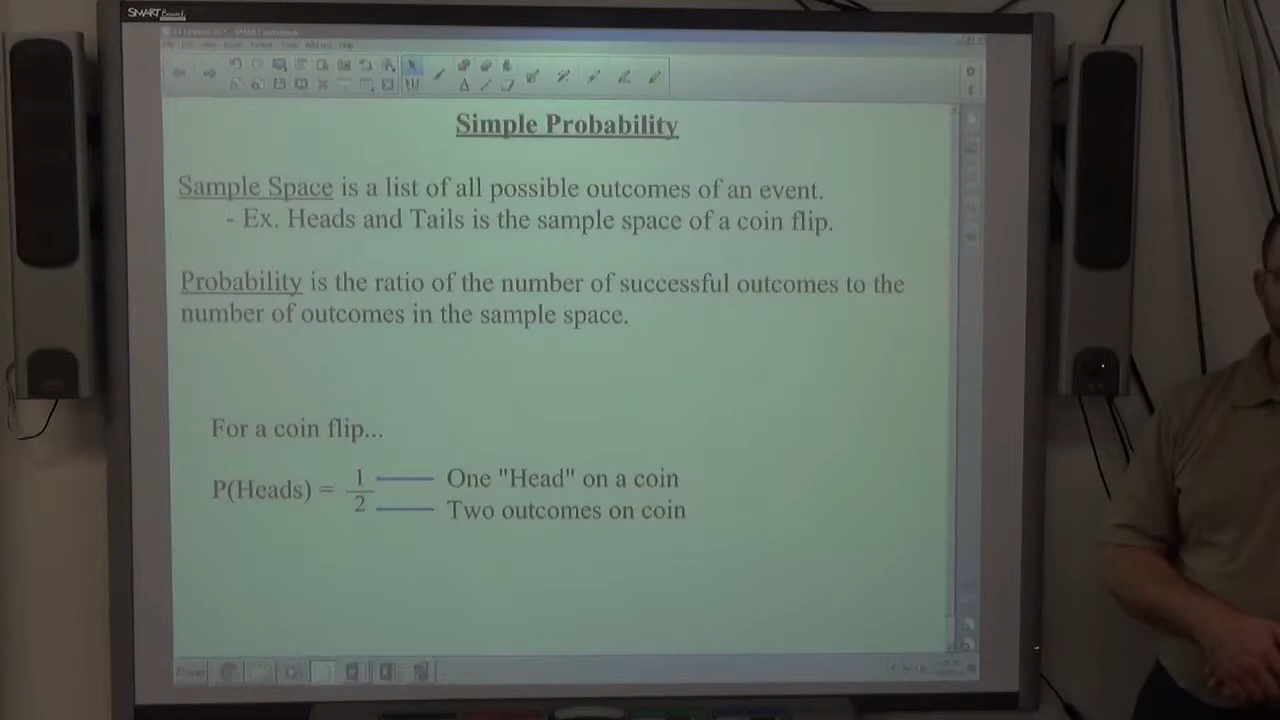 SMART Board
Simple Probability
Sample Space is a list of all possible outcomes of an event.
- Ex. Heads and Tails is the sample space of a coin flip.
Probability is the ratio of the number of successful outcomes to the
number of outcomes in the sample space.
For a coin flip...
P(Heads) = 1/2
One "Head" on a coin
Two outcomes on coin